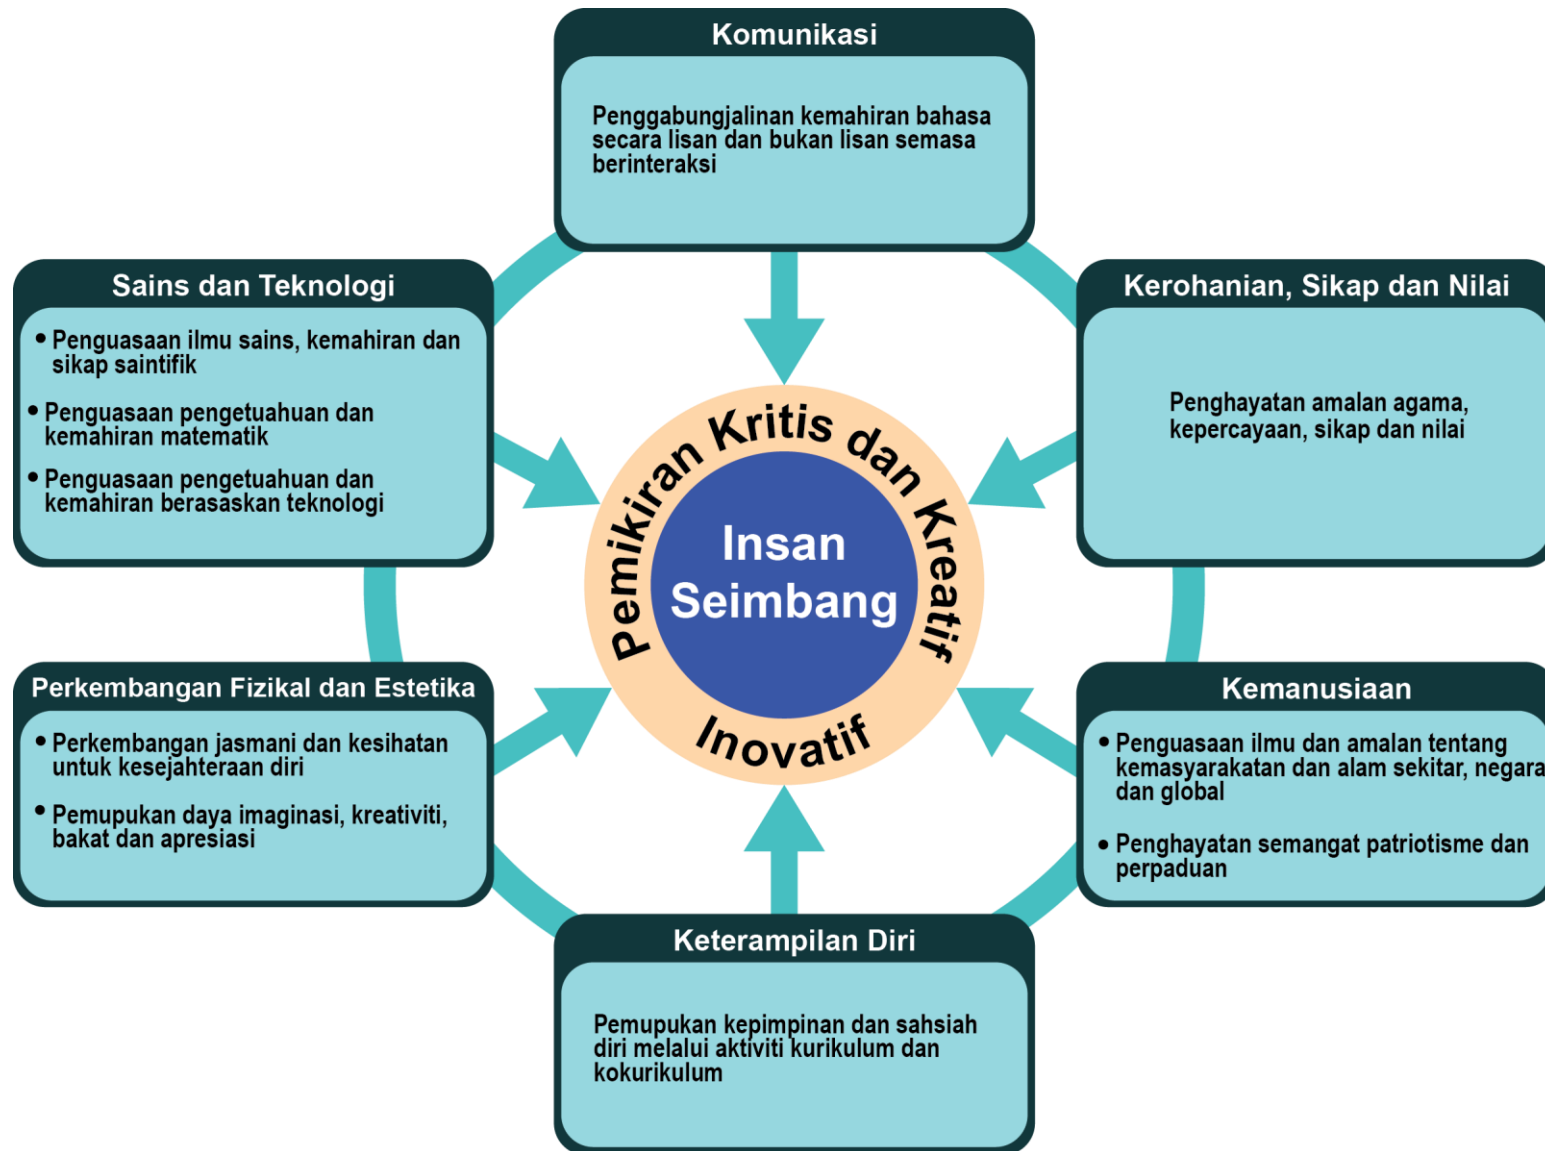 Komunikasi
Penggabungjalinan kemahiran bahasa
secara lisan dan bukan lisan semasa
berinteraksi
Sains dan Teknologi
• Penguasaan ilmu sains, kemahiran dan
sikap saintifik
• Penguasaan pengetuahuan dan
kemahiran matematik
• Penguasaan pengetuahuan dan
kemahiran berasaskan teknologi
Kerohanian, Sikap dan Nilai
Penghayatan amalan agama,
kepercayaan, sikap dan nilai
Pemikiran Kritis dan Kreatif
Insan
Seimbang
Inovatif
Perkembangan Fizikal dan Estetika
• Perkembangan jasmani dan kesihatan
untuk kesejahteraan diri
• Pemupukan daya imaginasi, kreativiti,
bakat dan apresiasi
Kemanusiaan
• Penguasaan ilmu dan amalan tentang
kemasyarakatan dan alam sekitar, negara
dan global
• Penghayatan semangat patriotisme dan
perpaduan
Keterampilan Diri
Pemupukan kepimpinan dan sahsiah
diri melalui aktiviti kurikulum dan
kokurikulum